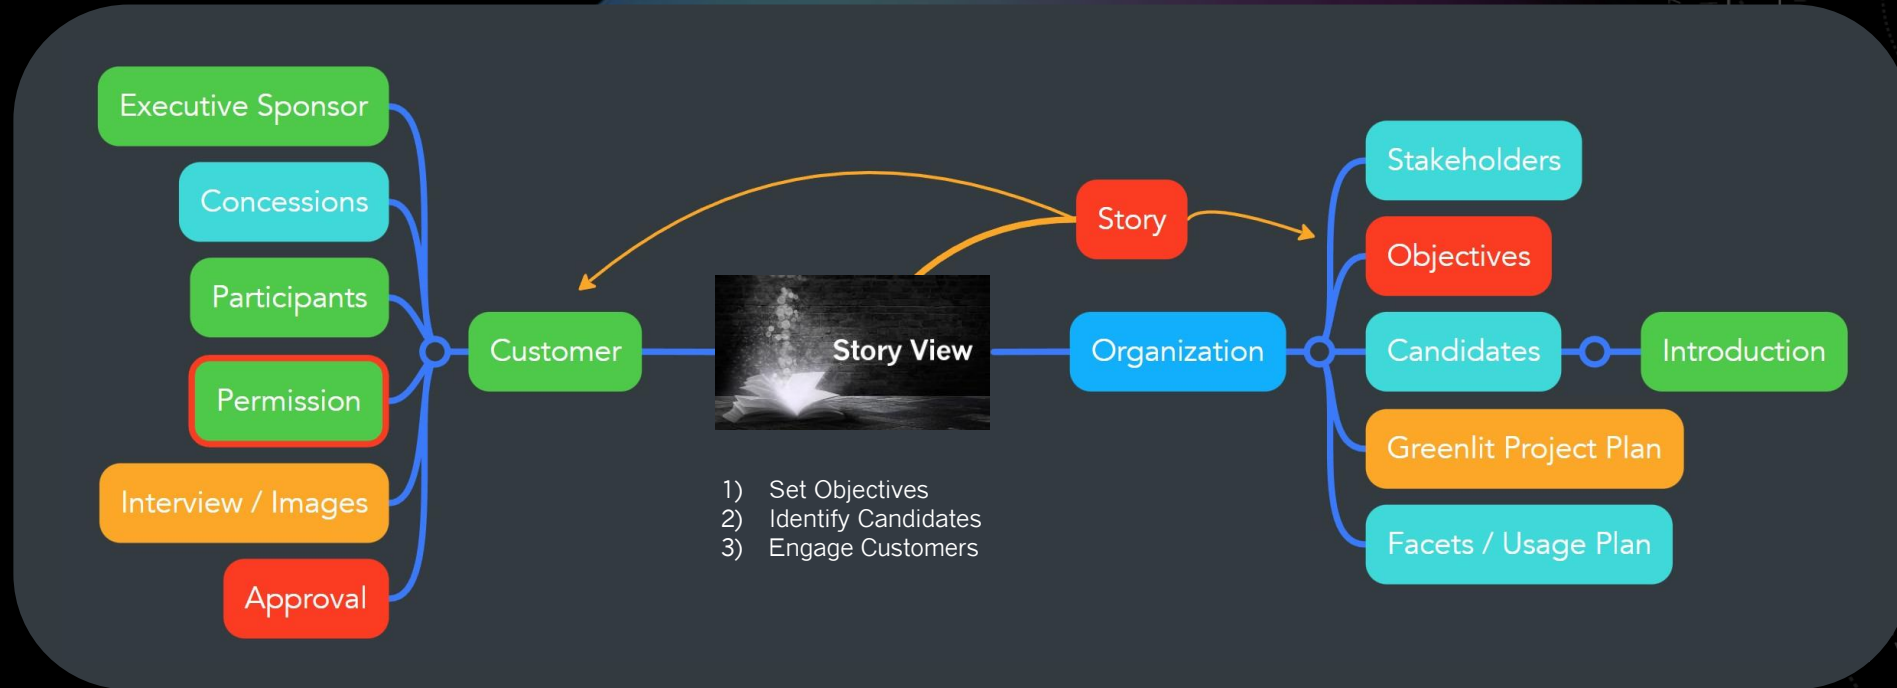 Executive Sponsor
Concessions
Participants
Permission
Interview / Images
Approval
Customer
Story View
1) Set Objectives
2) Identify Candidates
3) Engage Customers
Story
Organization
Stakeholders
Objectives
Candidates
Introduction
Greenlit Project Plan
Facets / Usage Plan